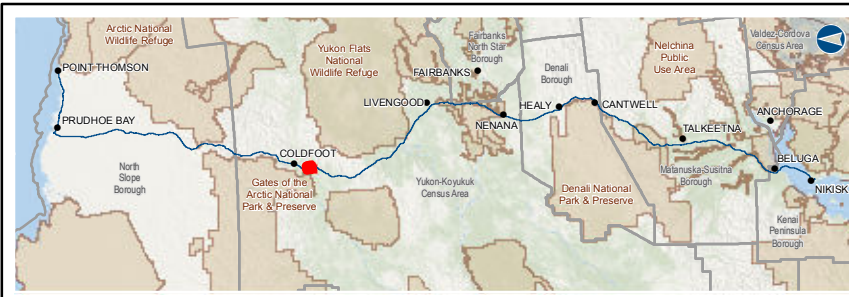 Arctic National
Wildlife Refuge
POINT THOMSON
PRUDHOE BAY
North
Slope
Borough
COLDFOOT
Gates of the
Arctic National
Park & Preserve
Yukon Flats
National
Wildlife Refuge
LIVENGOOD
Yukon-Koyukuk
Census Area
FAIRBANKS
Fairbanks
North Star
Borough
NENANA
Denali
Borough
HEALY
CANTWELL
Denali National
Park & Preserve
Nelchina
Public
Use Area
TALKEETNA
Matanuska-Susitna
Borough
Valdez-Cordova
Census Area
ANCHORAGE
BELUGA
NIKISKI
Kenai
Peninsula
Borough